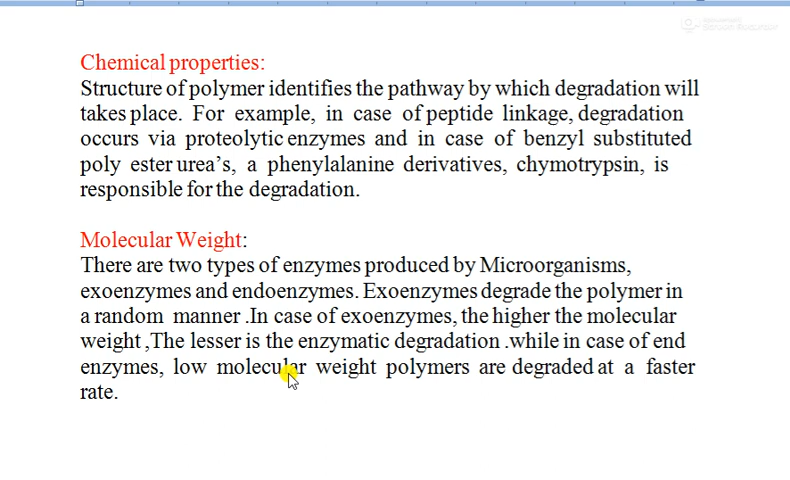 Chemical properties:
Structure of polymer identifies the pathway by which degradation will
takes place. For example, in case of peptide linkage, degradation
occurs via proteolytic enzymes and in case of benzyl substituted
poly ester urea’s, a phenylalanine derivatives, chymotrypsin, is
responsible for the degradation.
Molecular Weight:
There are two types of enzymes produced by Microorganisms,
exoenzymes and endoenzymes. Exoenzymes degrade the polymer in
a random manner .In case of exoenzymes, the higher the molecular
weight ,The lesser is the enzymatic degradation .while in case of end
enzymes, low molecular weight polymers are degraded at a faster
rate.